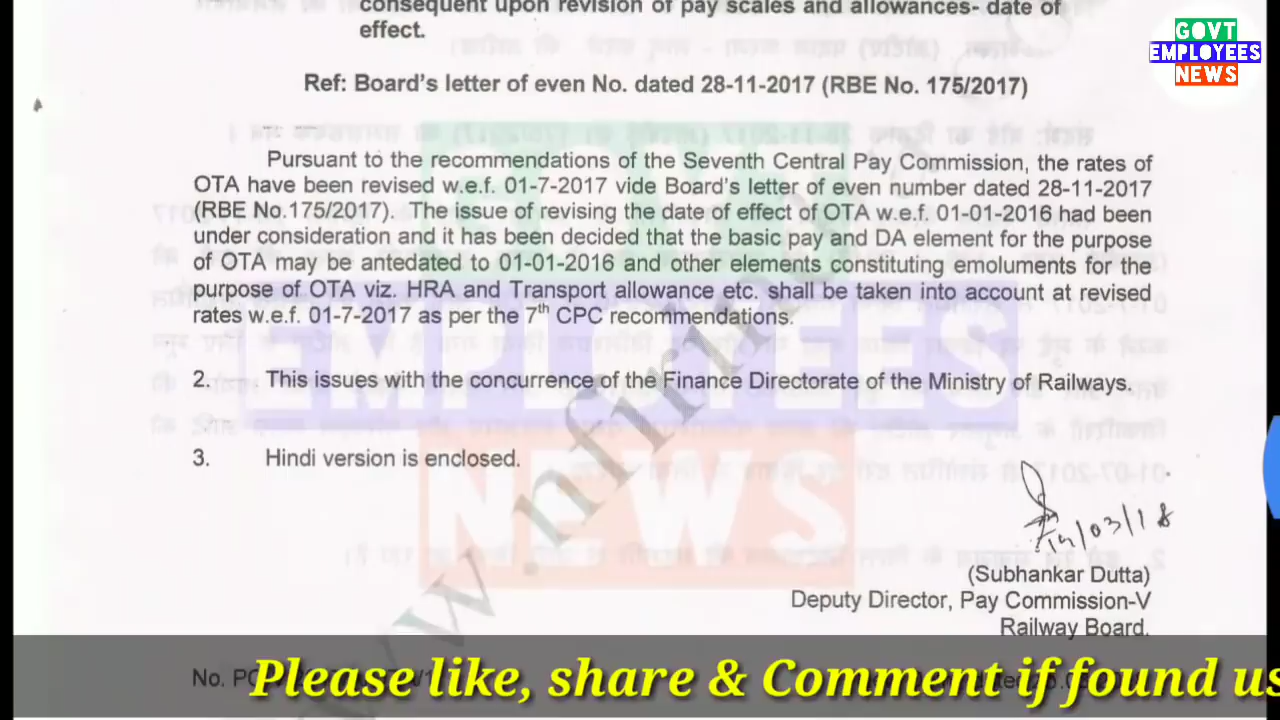 consequent upon revision of pay scales and allowances- date of
effect.
GOVT
EMPLOYEES
NEWS
Ref: Board's letter of even No. dated 28-11-2017 (RBE No. 175/2017)
Pursuant to the recommendations of the Seventh Central Pay Commission, the rates of
OTA have been revised w.e.f. 01-7-2017 vide Board's letter of even number dated 28-11-2017
(RBE No.175/2017). The issue of revising the date of effect of OTA w.e.f. 01-01-2016 had been
under consideration and it has been decided that the basic pay and DA element for the purpose
of OTA may be antedated to 01-01-2016 and other elements constituting emoluments for the
purpose of OTA viz. HRA and Transport allowance etc. shall be taken into account at revised
rates w.e.f. 01-7-2017 as per the 7th CPC recommendations.
EMPLOYEES
2. This issues with the concurrence of the Finance Directorate of the Ministry of Railways.
3. Hindi version is enclosed.
NEWS
/03/18
(Subhankar Dutta)
Deputy Director, Pay Commission-V
Railway Board.
No.
Please like, share & Comment if found us